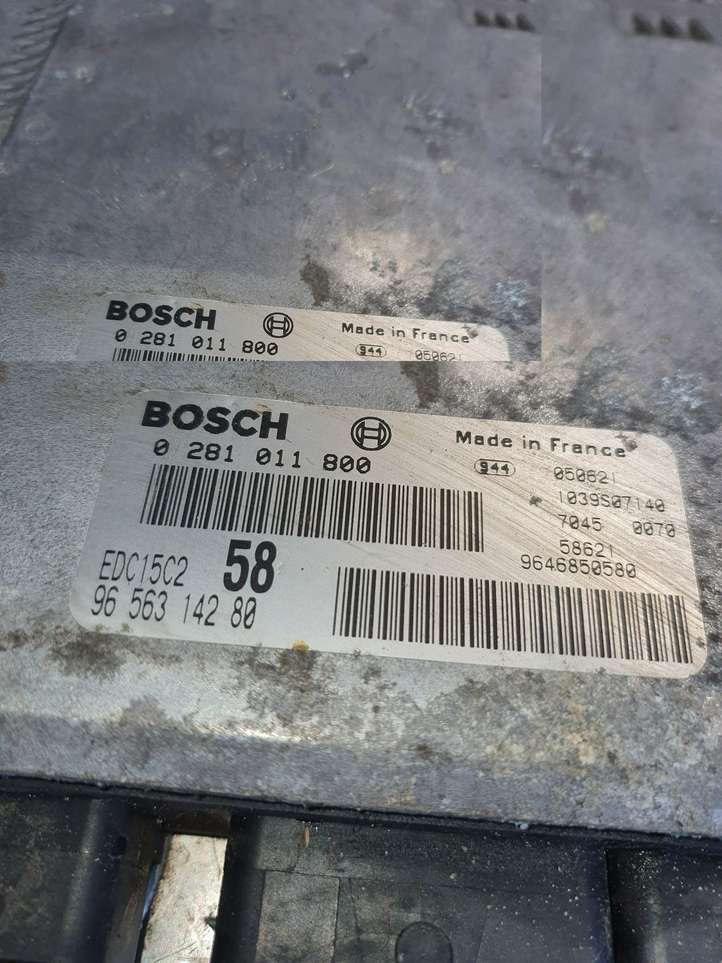 BOSCH
Made in France
0 281 011 800
944
050621
BOSCH
Made in France
0 281 011 800
944
050621
1039S07140
7045 0070
58621
9646850580
EDC15C2 58
96 563 142 80